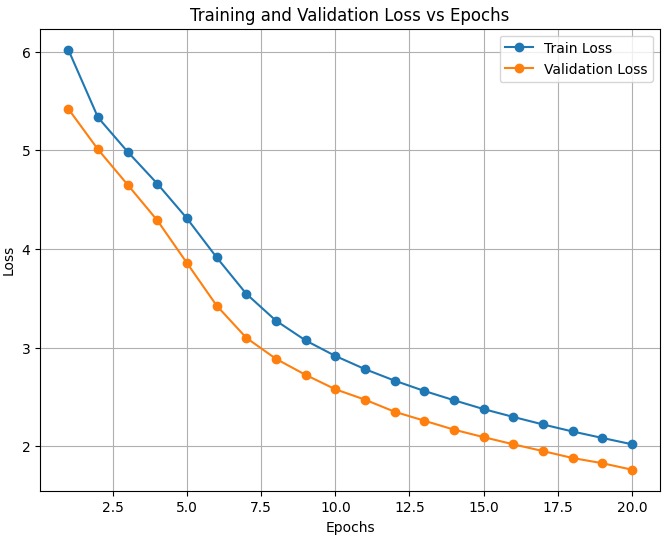 Training and Validation Loss vs Epochs
Train Loss
Validation Loss
6
5
4
3
2
Loss
2.5 5.0 7.5 10.0 12.5 15.0 17.5 20.0
Epochs